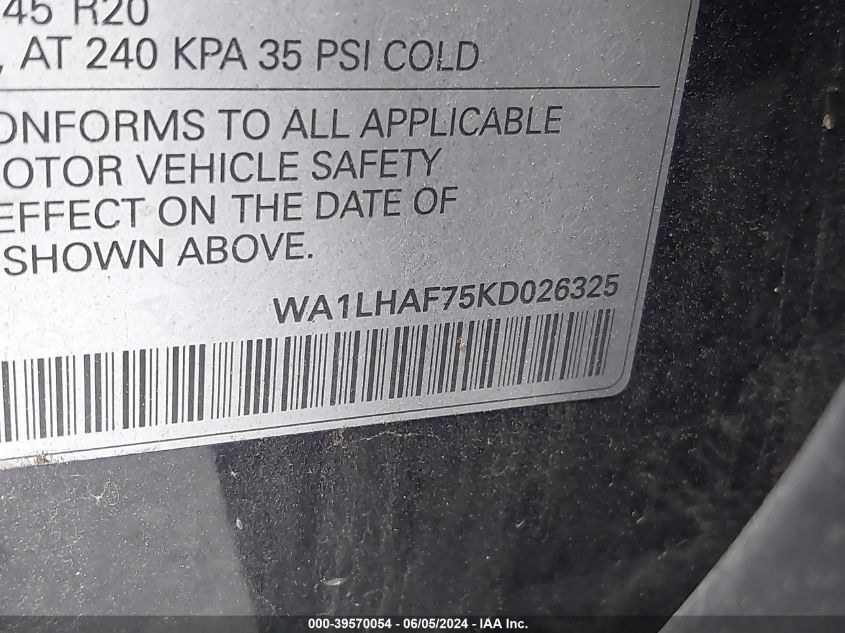 45 R20
, AT 240 KPA 35 PSI COLD
ONFORMS TO ALL APPLICABLE
OTOR VEHICLE SAFETY
EFFECT ON THE DATE OF
SHOWN ABOVE.
WA1LHAF75KD026325
000-39570054 - 06/05/2024 - IAA Inc.